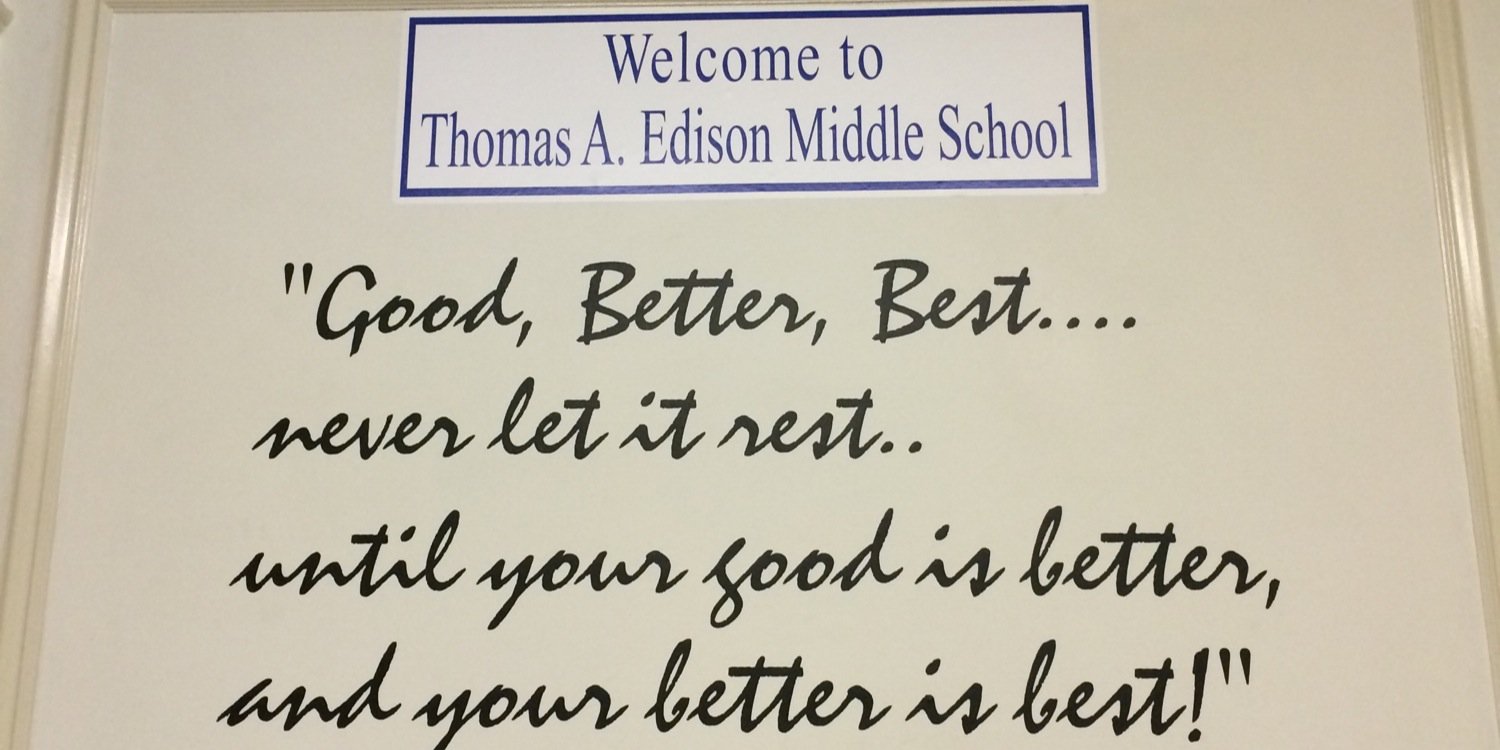 Welcome to
Thomas A. Edison Middle School
"Good, Better, Best....
never let it rest..
until your good is better,
and your better is best!"